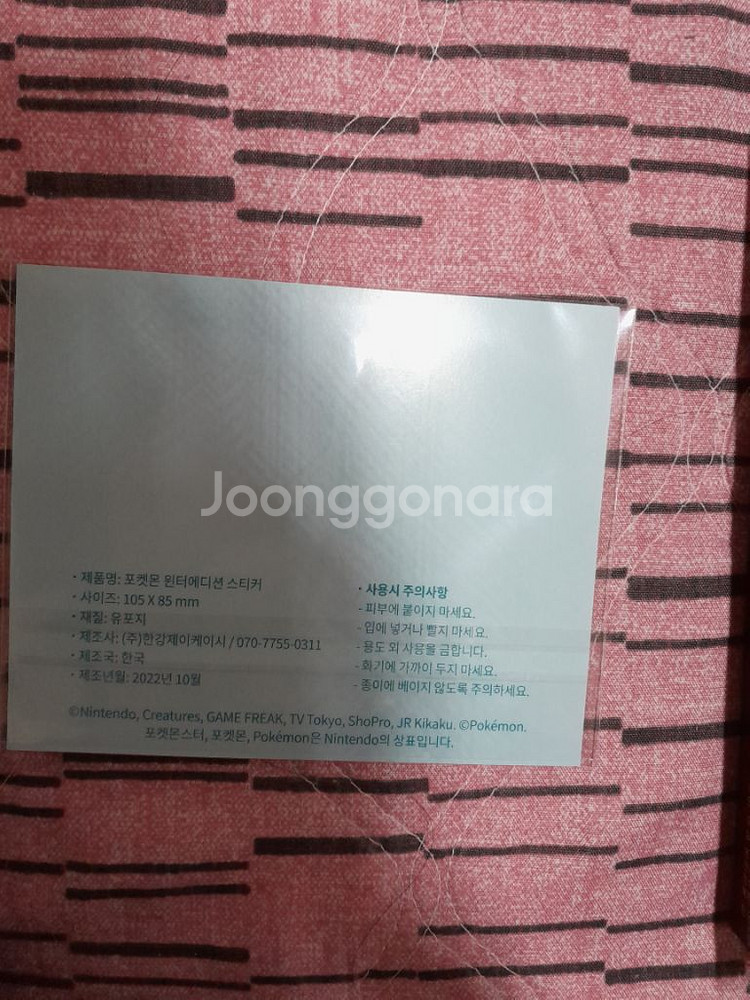 Joonggonara
· 제품명: 포켓몬 윈터에디션 스티커
· 사이즈: 105 X 85 mm
· 재질: 유포지
· 제조사: (주)한강제이케이시 / 070-7755-0311
· 제조국: 한국
· 제조년월: 2022년 10월
· 사용시 주의사항
- 피부에 붙이지 마세요.
- 입에 넣거나 빨지 마세요.
- 용도 외 사용을 금합니다.
- 화기에 가까이 두지 마세요.
- 종이에 베이지 않도록 주의하세요.
©Nintendo, Creatures, GAME FREAK, TV Tokyo, ShoPro, JR Kikaku. ©Pokémon.
포켓몬스터, 포켓몬, Pokémon은 Nintendo의 상표입니다.